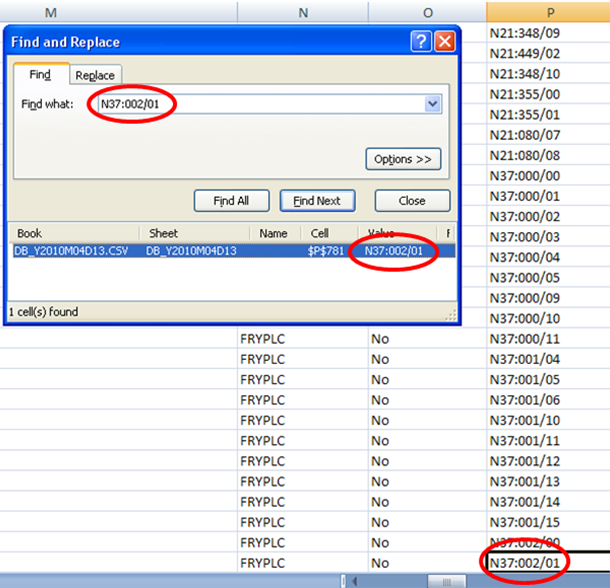 M N O P
Find and Replace
Find Replace
Find what: N37:002/01
Options >>
Find All Find Next Close
Book Sheet Name Cell Value F
DB_Y2010M04D13.CSV DB_Y2010M04D13 $P$781 N37:002/01
1 cell(s) found
N21:348/09
N21:449/02
N21:348/10
N21:355/00
N21:355/01
N21:080/07
N21:080/08
N37:000/00
N37:000/01
N37:000/02
N37:000/03
N37:000/04
N37:000/05
N37:000/09
N37:000/10
FRYPLC No N37:000/11
FRYPLC No N37:001/04
FRYPLC No N37:001/05
FRYPLC No N37:001/06
FRYPLC No N37:001/10
FRYPLC No N37:001/11
FRYPLC No N37:001/12
FRYPLC No N37:001/13
FRYPLC No N37:001/14
FRYPLC No N37:001/15
FRYPLC No N37:002/00
FRYPLC No N37:002/01